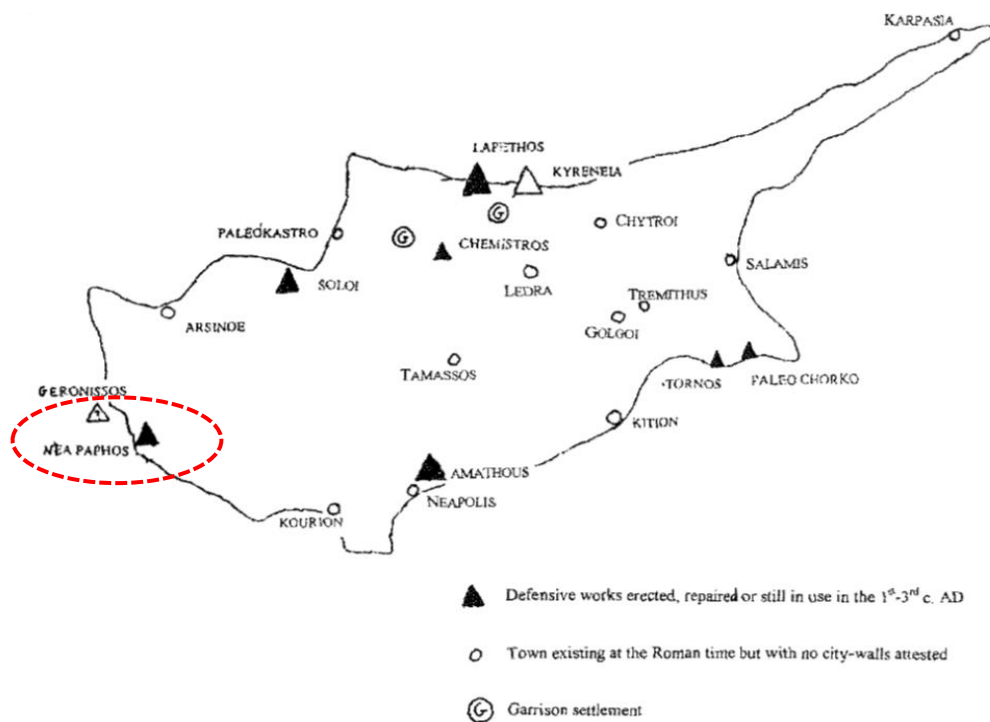 KARPASIA
LAPETHOS
KYRENEIA
G
CHYTROI
PALEOKASTRO
G
CHEMISTROS
SALAMIS
SOLOI
LEDRA
TREMITHUS
ARSINOE
GOLGOI
TAMASSOS
TORNOS
PALEO CHORKO
GERONISSOS
?
KITION
NEA PAPHOS
AMATHOUS
NEAPOLIS
KOURION
Defensive works erected, repaired or still in use in the 1st-3rd c. AD
Town existing at the Roman time but with no city-walls attested
G Garrison settlement